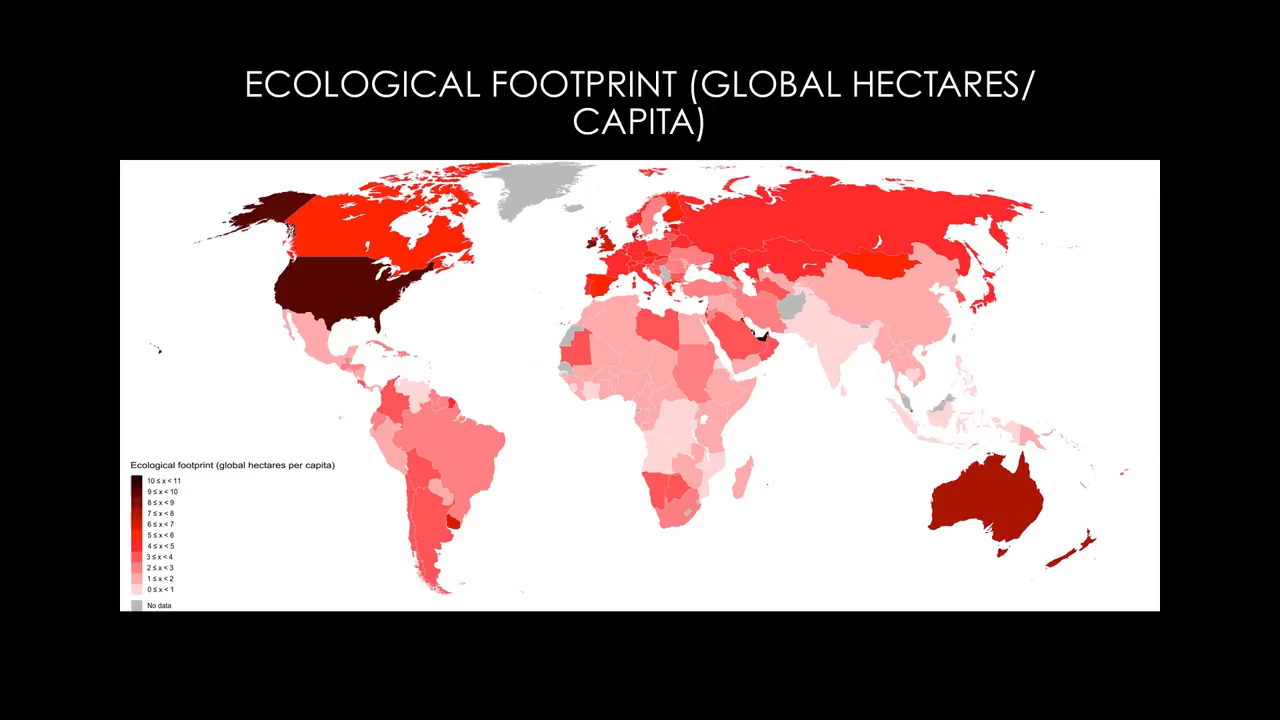 ECOLOGICAL FOOTPRINT (GLOBAL HECTARES/
CAPITA)
Ecological footprint (global hectares per capita)
10 ≤ x < 11
9 ≤ x < 10
8 ≤ x < 9
7 ≤ x < 8
6 ≤ x < 7
5 ≤ x < 6
4 ≤ x < 5
3 ≤ x < 4
2 ≤ x < 3
1 ≤ x < 2
0 ≤ x < 1
No data